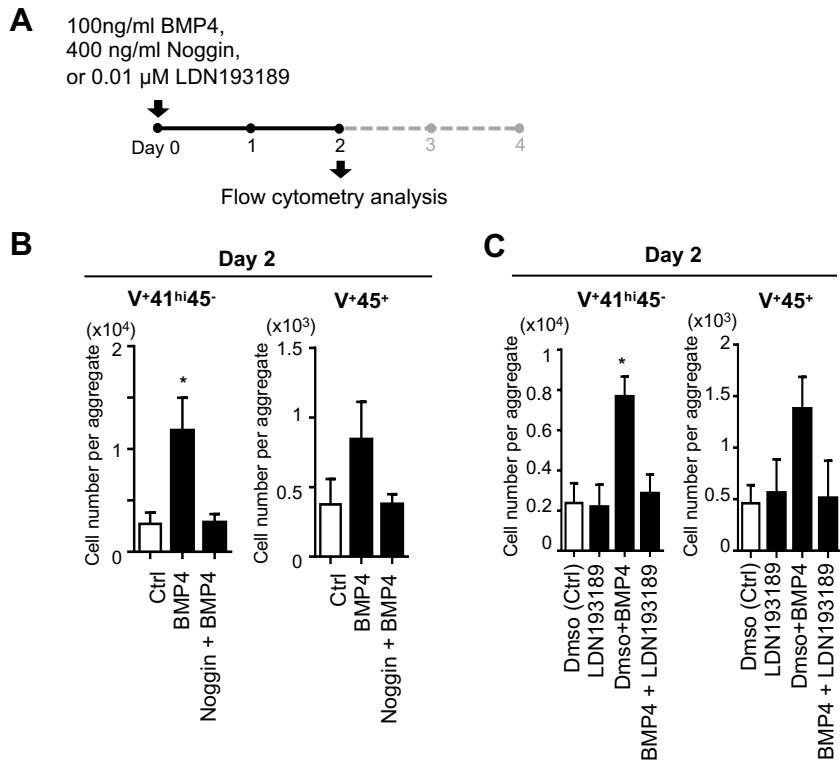 A
100ng/ml BMP4,
400 ng/ml Noggin,
or 0.01 µM LDN193189
Day 0 1 2 3 4
Flow cytometry analysis
B
Day 2
V+41hi45-
(x10⁴)
Cell number per aggregate
2
1
0
*
Ctrl
BMP4
Noggin + BMP4
V+45+
(x10³)
Cell number per aggregate
1.5
1
0.5
0
Ctrl
BMP4
Noggin + BMP4
C
Day 2
V+41hi45-
(x10⁴)
Cell number per aggregate
1
0.8
0.6
0.4
0.2
0
*
Dmso (Ctrl)
LDN193189
Dmso+BMP4
BMP4 + LDN193189
V+45+
(x10³)
Cell number per aggregate
2
1.5
1
0.5
0
Dmso (Ctrl)
LDN193189
Dmso+BMP4
BMP4 + LDN193189